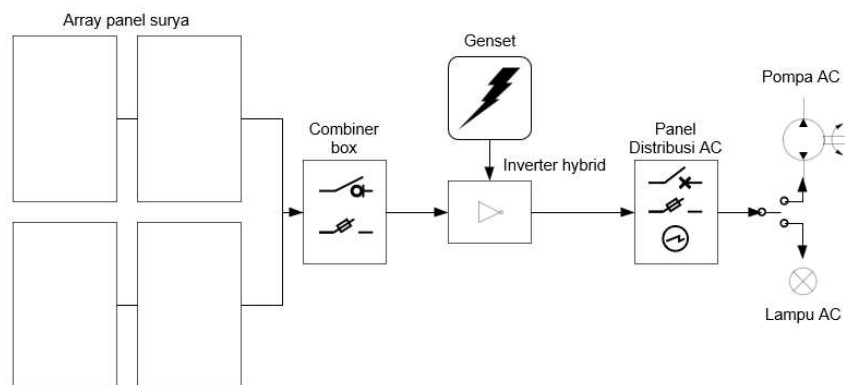 Array panel surya
Genset
Pompa AC
Combiner
box
Panel
Distribusi AC
Inverter hybrid
Lampu AC